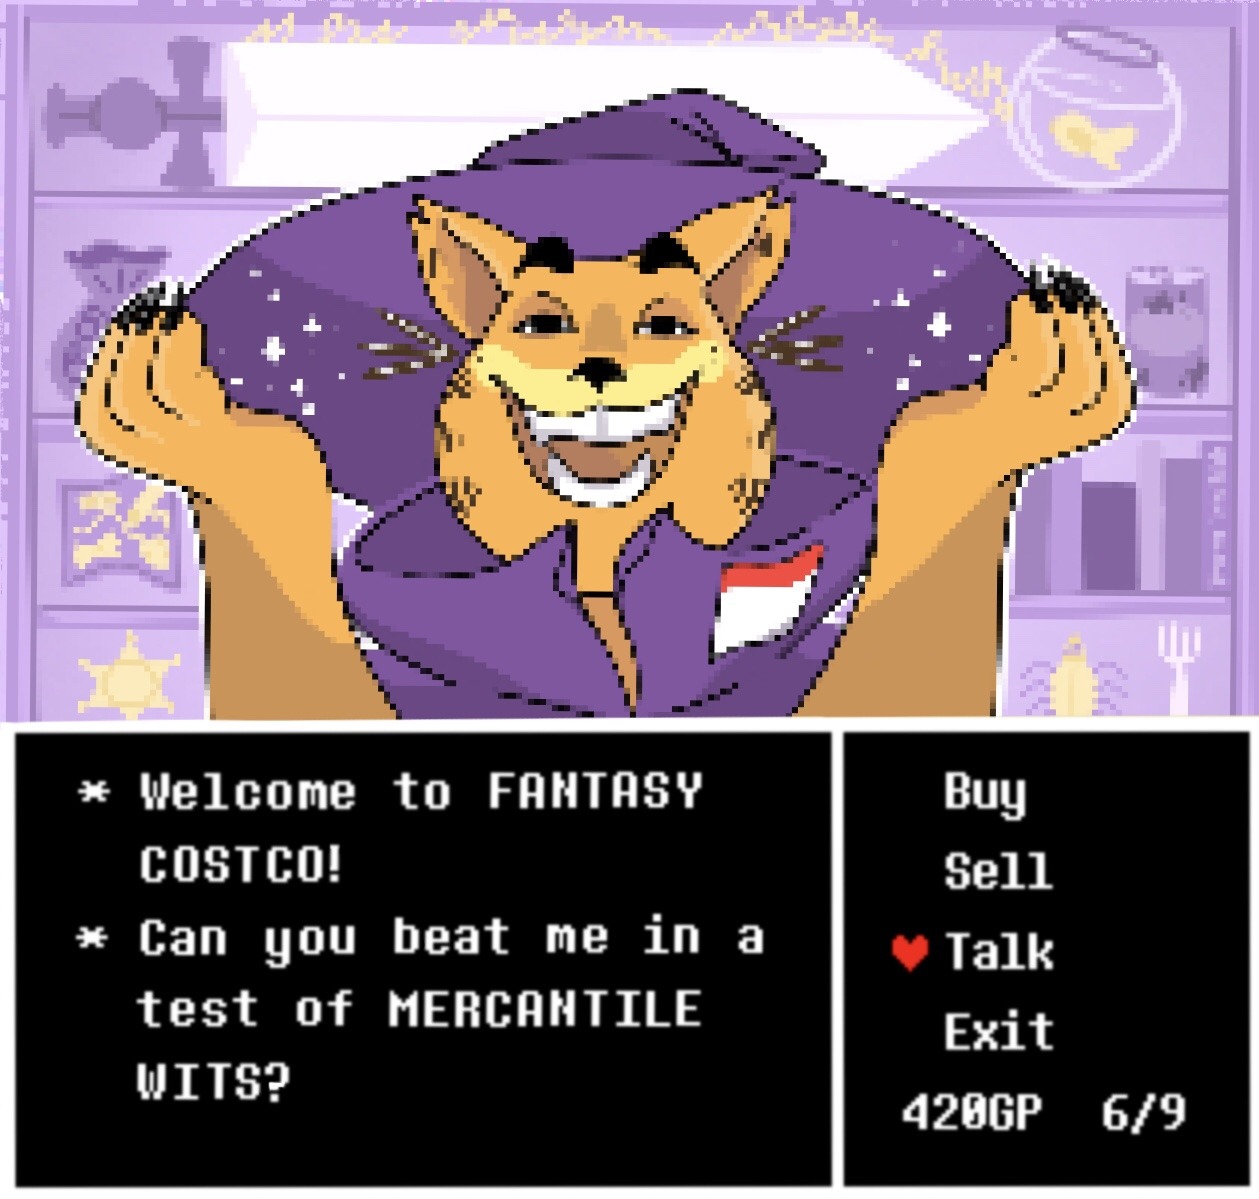 * Welcome to FANTASY
COSTCO!
* Can you beat me in a
test of MERCANTILE
WITS?
Buy
Sell
Talk
Exit
420GP 6/9